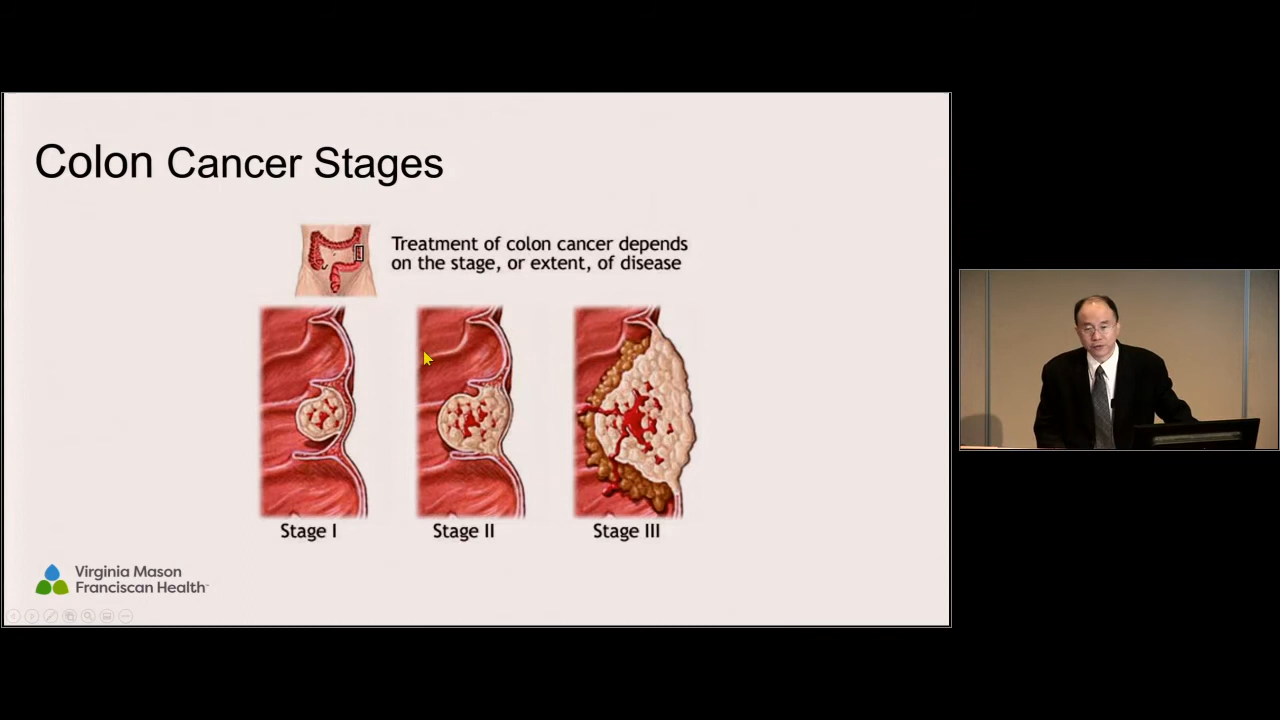 Colon Cancer Stages
Treatment of colon cancer depends
on the stage, or extent, of disease
Stage I
Stage II
Stage III
Virginia Mason
Franciscan Health™